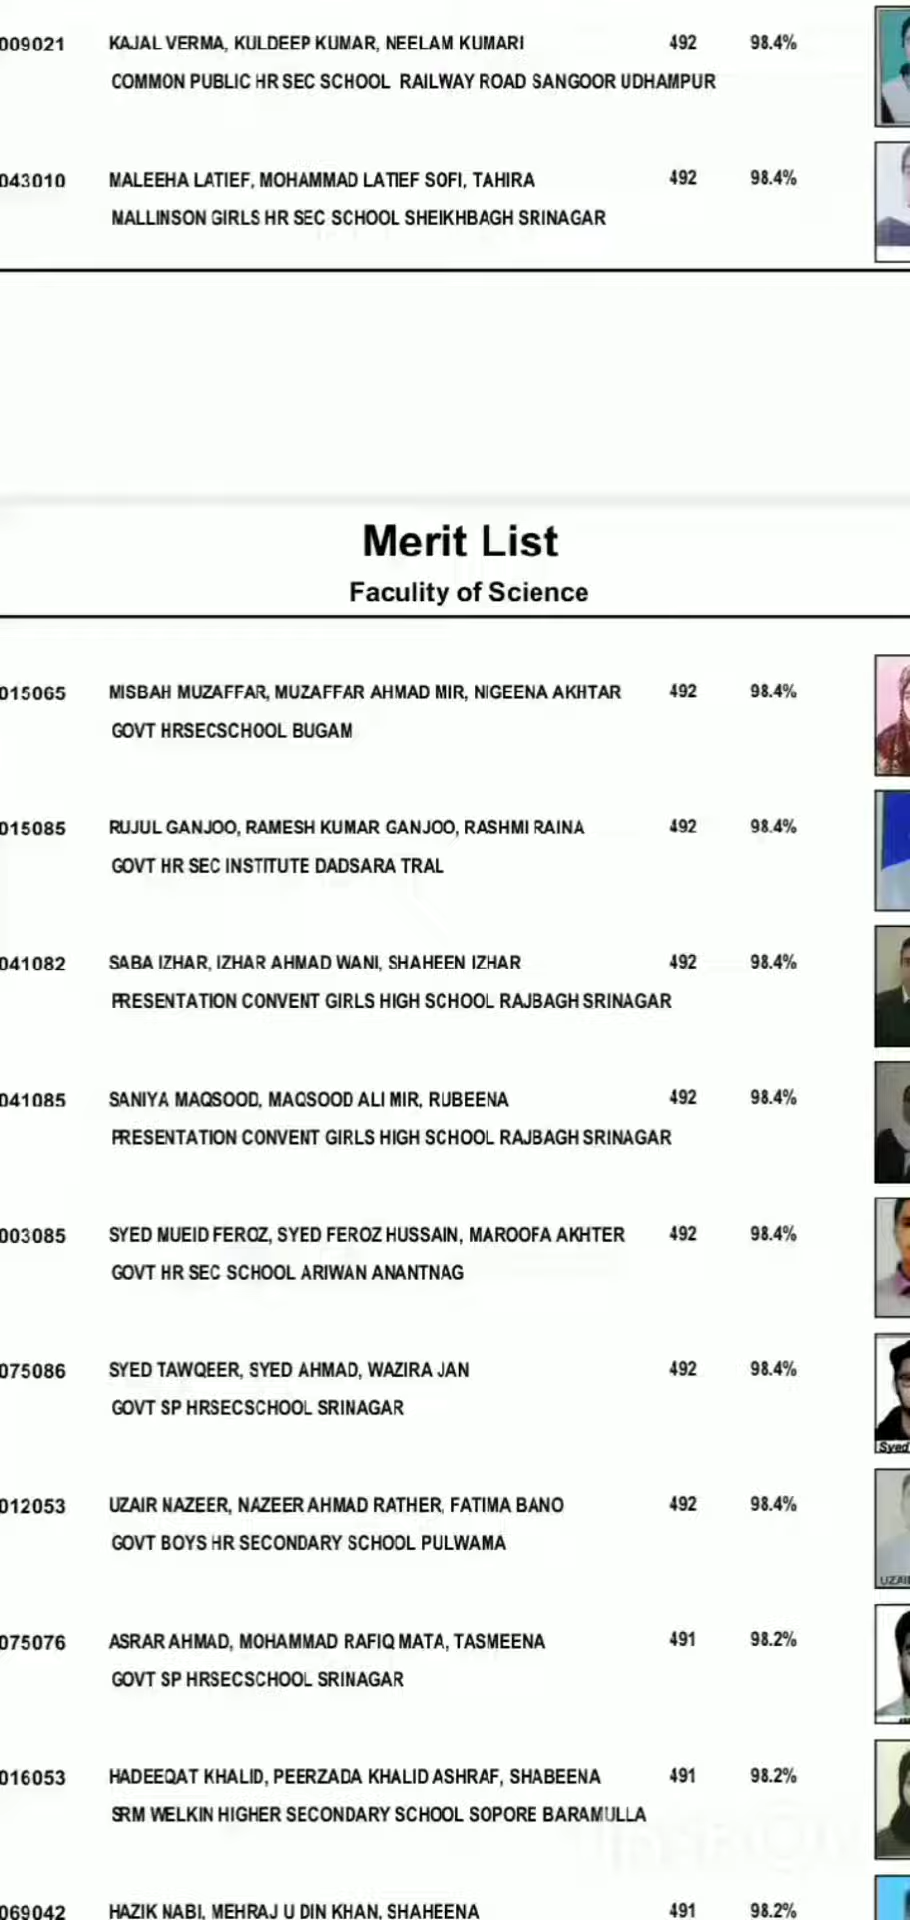 009021 KAJAL VERMA, KULDEEP KUMAR, NEELAM KUMARI 492 98.4%
COMMON PUBLIC HR SEC SCHOOL RAILWAY ROAD SANGOOR UDHAMPUR
043010 MALEEHA LATIEF, MOHAMMAD LATIEF SOFI, TAHIRA 492 98.4%
MALLINSON GIRLS HR SEC SCHOOL SHEIKHBAGH SRINAGAR
Merit List
Faculity of Science
015065 MISBAH MUZAFFAR, MUZAFFAR AHMAD MIR, NIGEENA AKHTAR 492 98.4%
GOVT HRSECSCHOOL BUGAM
015085 RUJUL GANJOO, RAMESH KUMAR GANJOO, RASHMI RAINA 492 98.4%
GOVT HR SEC INSTITUTE DADSARA TRAL
041082 SABA IZHAR, IZHAR AHMAD WANI, SHAHEEN IZHAR 492 98.4%
PRESENTATION CONVENT GIRLS HIGH SCHOOL RAJBAGH SRINAGAR
041085 SANIYA MAQSOOD, MAQSOOD ALI MIR, RUBEENA 492 98.4%
PRESENTATION CONVENT GIRLS HIGH SCHOOL RAJBAGH SRINAGAR
003085 SYED MUEID FEROZ, SYED FEROZ HUSSAIN, MAROOFA AKHTER 492 98.4%
GOVT HR SEC SCHOOL ARIWAN ANANTNAG
075086 SYED TAWQEER, SYED AHMAD, WAZIRA JAN 492 98.4%
GOVT SP HRSECSCHOOL SRINAGAR
Syed
012053 UZAIR NAZEER, NAZEER AHMAD RATHER, FATIMA BANO 492 98.4%
GOVT BOYS HR SECONDARY SCHOOL PULWAMA
075076 ASRAR AHMAD, MOHAMMAD RAFIQ MATA, TASMEENA 491 98.2%
GOVT SP HRSECSCHOOL SRINAGAR
016053 HADEEQAT KHALID, PEERZADA KHALID ASHRAF, SHABEENA 491 98.2%
SRM WELKIN HIGHER SECONDARY SCHOOL SOPORE BARAMULLA
069042 HAZIK NABI, MEHRAJ U DIN KHAN, SHAHEENA 491 98.2%